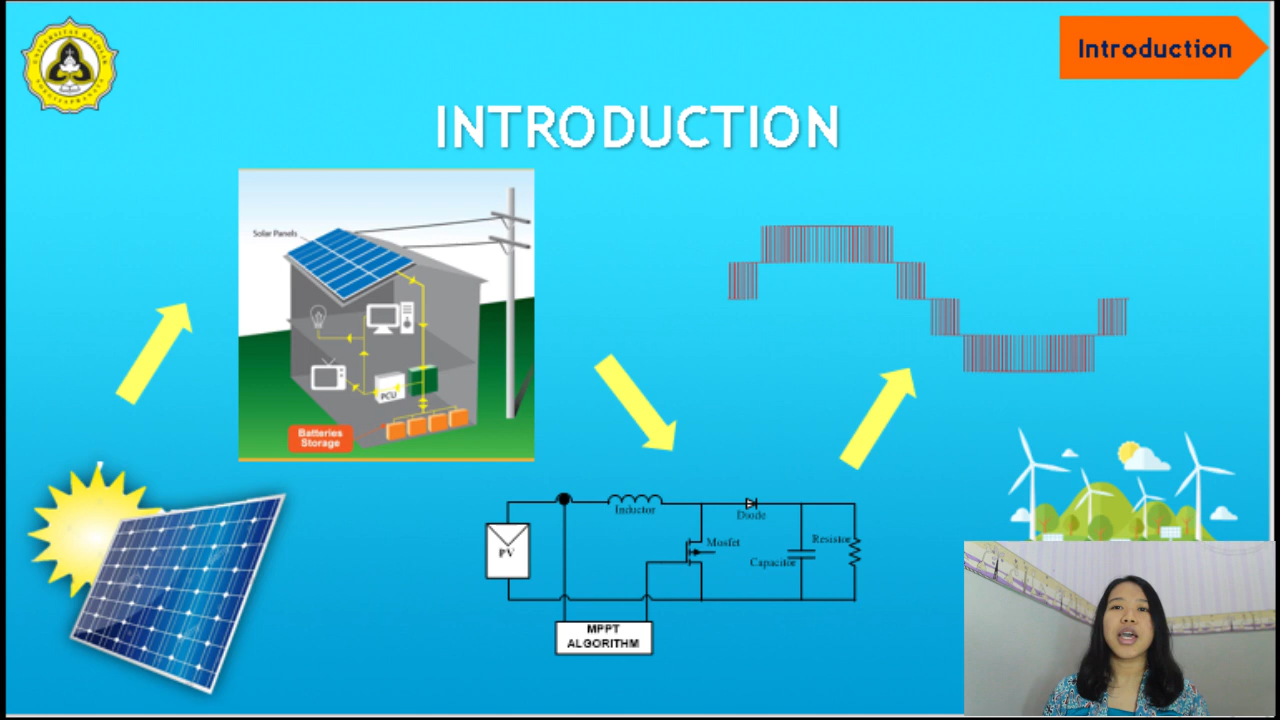 Introduction
INTRODUCTION
Solar Panels
PCU
Batteries
Storage
Inductor
Diode
PV
Mosfet
Resistor
Capacitor
MPPT
ALGORITHM